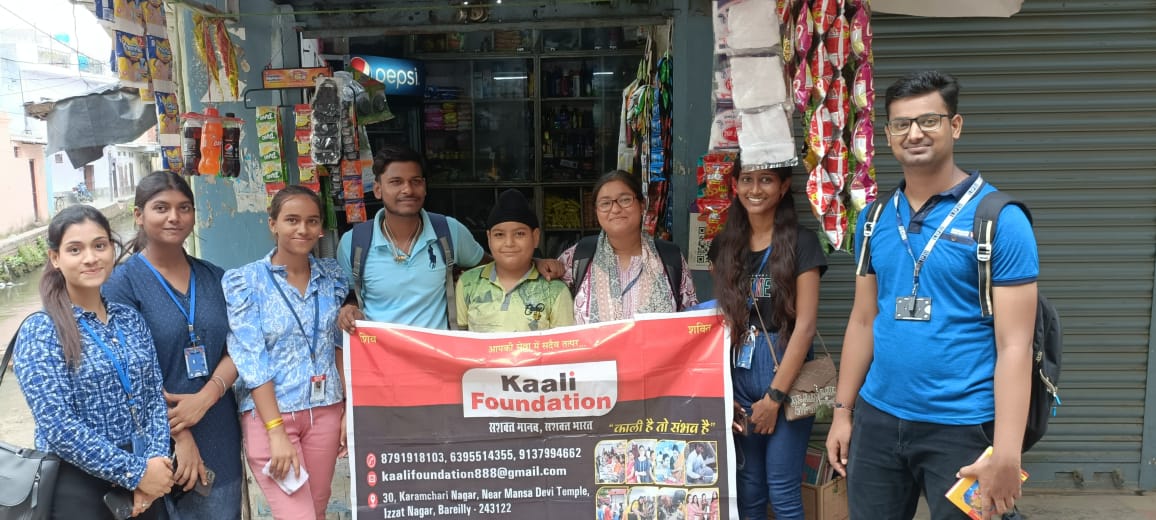 pepsi
शिव
शक्ति
आपकी सेवा में सदैव तत्पर...
Kaali
Foundation
सशक्त मानव, सशक्त भारत
"काली है तो संभव है"
8791918103, 6395514355, 9137994662
kaalifoundation888@gmail.com
30, Karamchari Nagar, Near Mansa Devi Temple,
Izzat Nagar, Bareilly - 243122